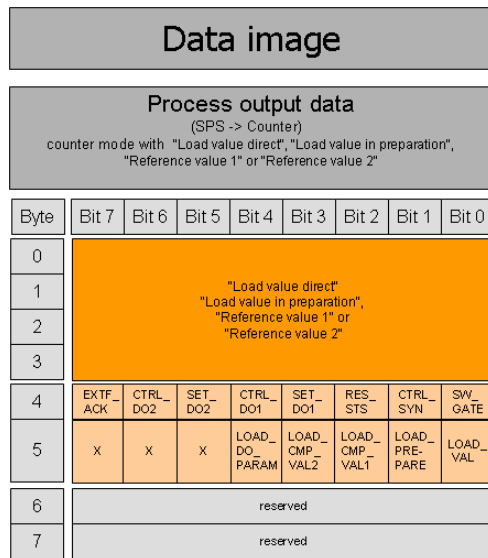 Data image
Process output data
(SPS -> Counter)
counter mode with "Load value direct", "Load value in preparation",
"Reference value 1" or "Reference value 2"
Byte Bit 7 Bit 6 Bit 5 Bit 4 Bit 3 Bit 2 Bit 1 Bit 0
0
1
2
3
"Load value direct"
"Load value in preparation",
"Reference value 1" or
"Reference value 2"
4
EXTF_ CTRL_ SET_ CTRL_ SET_ RES_ CTRL_ SW_
ACK DO2 DO2 DO1 DO1 STS SYN GATE
5
X X X
LOAD_ LOAD_ LOAD_ LOAD_ LOAD_
DO_ CMP_ CMP_ PRE- VAL
PARAM VAL2 VAL1 PARE
6 reserved
7 reserved